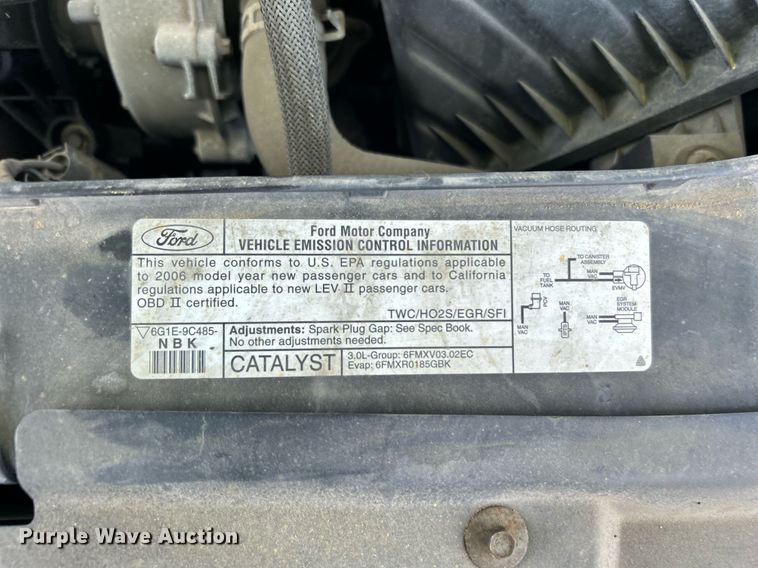 Ford
Ford Motor Company
VEHICLE EMISSION CONTROL INFORMATION
This vehicle conforms to U.S. EPA regulations applicable
to 2006 model year new passenger cars and to California
regulations applicable to new LEV II passenger cars.
OBD II certified.
TWC/HO2S/EGR/SFI
6G1E-9C485-
NBK
Adjustments: Spark Plug Gap: See Spec Book.
No other adjustments needed.
CATALYST
3.0L-Group: 6FMXV03.02EC
Evap: 6FMXR0185GBK
VACUUM HOSE ROUTING
TO CANISTER
ASSEMBLY
TO
FUEL
TANK
MAN
VAC
EVMV
PCV
MAN
VAC
MAN
VAC
EGR
SYSTEM
MODULE
MAN
VAC
Purple Wave Auction